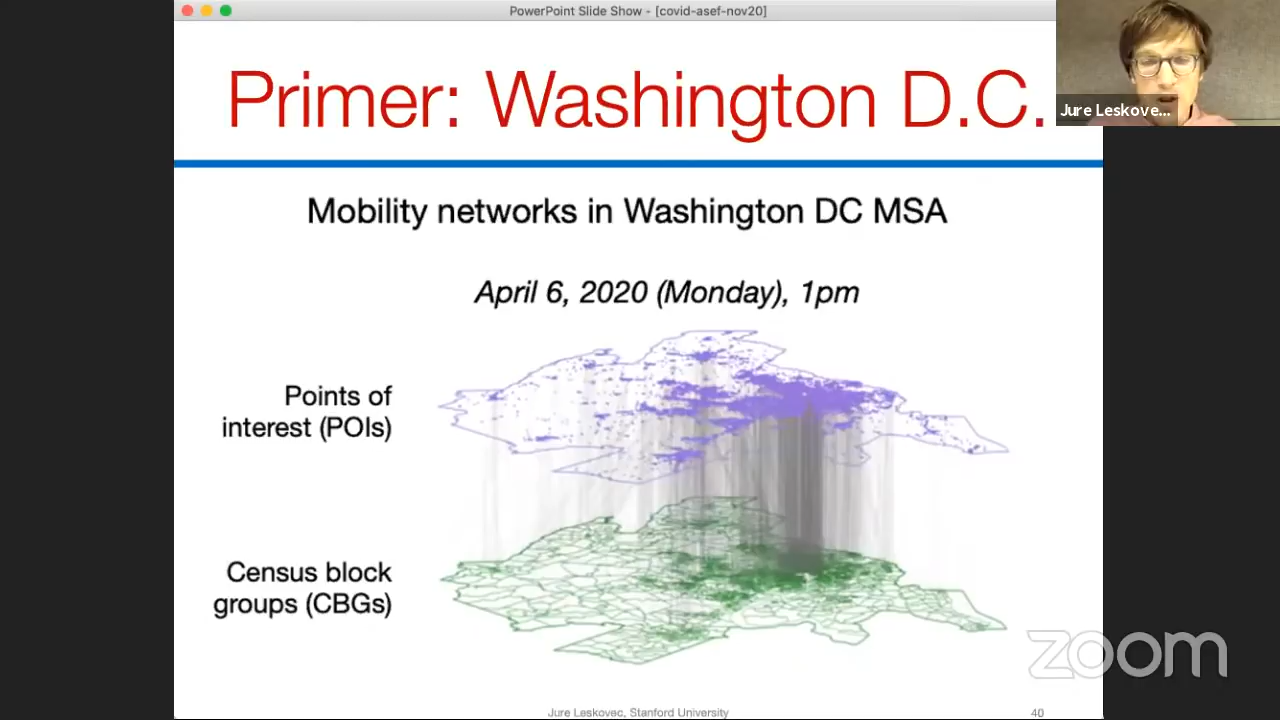 PowerPoint Slide Show - [covid-asef-nov20]
Primer: Washington D.C.
Jure Leskove...
Mobility networks in Washington DC MSA
April 6, 2020 (Monday), 1pm
Points of
interest (POIs)
Census block
groups (CBGs)
zoom
Jure Leskovec, Stanford University
40